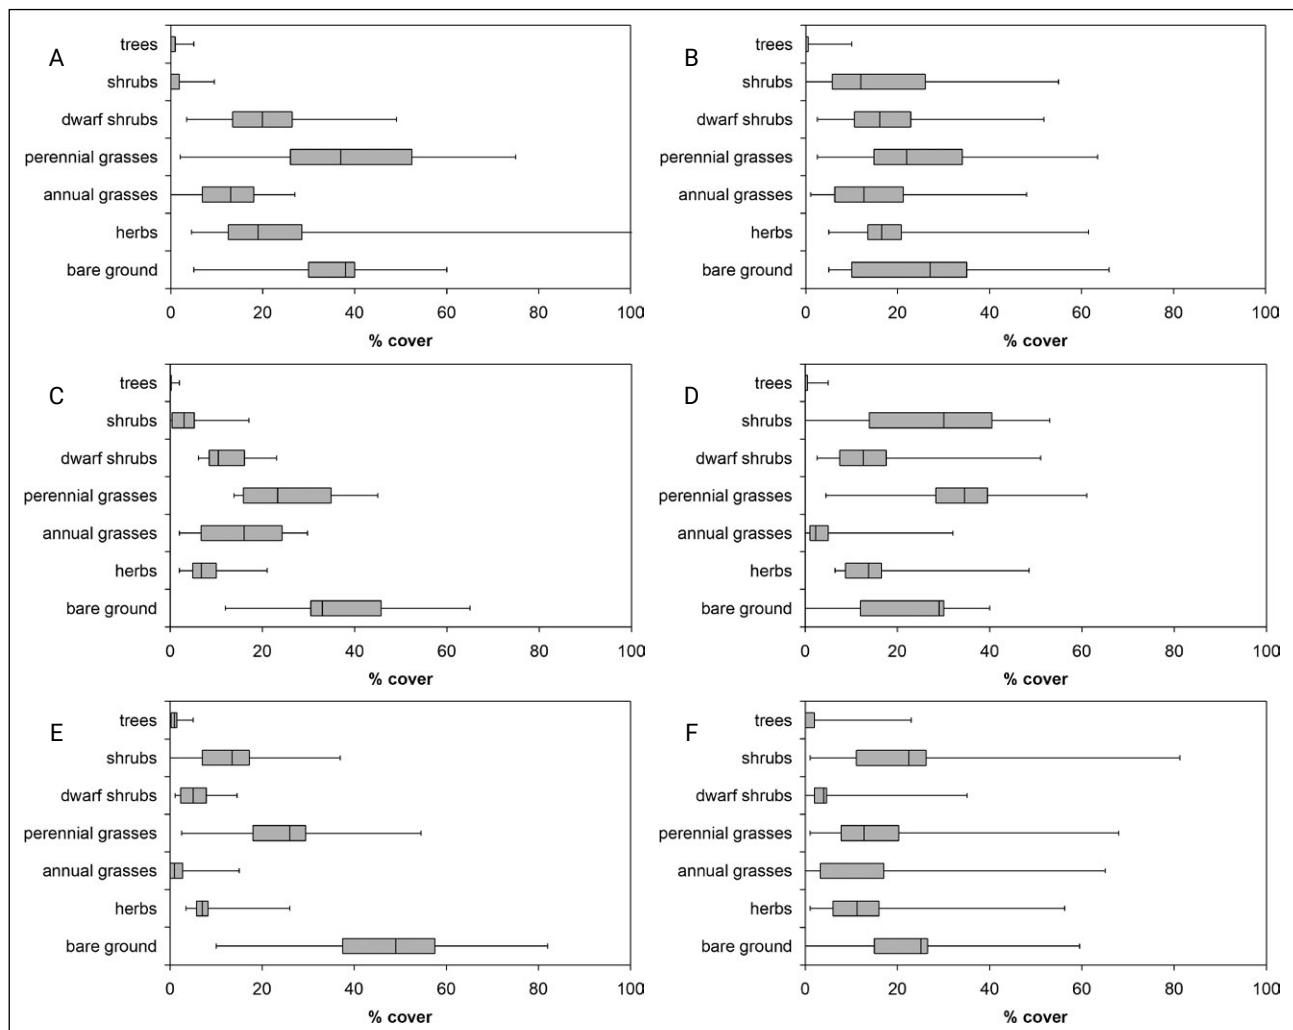 A
trees
shrubs
dwarf shrubs
perennial grasses
annual grasses
herbs
bare ground
0 20 40 60 80 100
% cover
B
trees
shrubs
dwarf shrubs
perennial grasses
annual grasses
herbs
bare ground
0 20 40 60 80 100
% cover
C
trees
shrubs
dwarf shrubs
perennial grasses
annual grasses
herbs
bare ground
0 20 40 60 80 100
% cover
D
trees
shrubs
dwarf shrubs
perennial grasses
annual grasses
herbs
bare ground
0 20 40 60 80 100
% cover
E
trees
shrubs
dwarf shrubs
perennial grasses
annual grasses
herbs
bare ground
0 20 40 60 80 100
% cover
F
trees
shrubs
dwarf shrubs
perennial grasses
annual grasses
herbs
bare ground
0 20 40 60 80 100
% cover